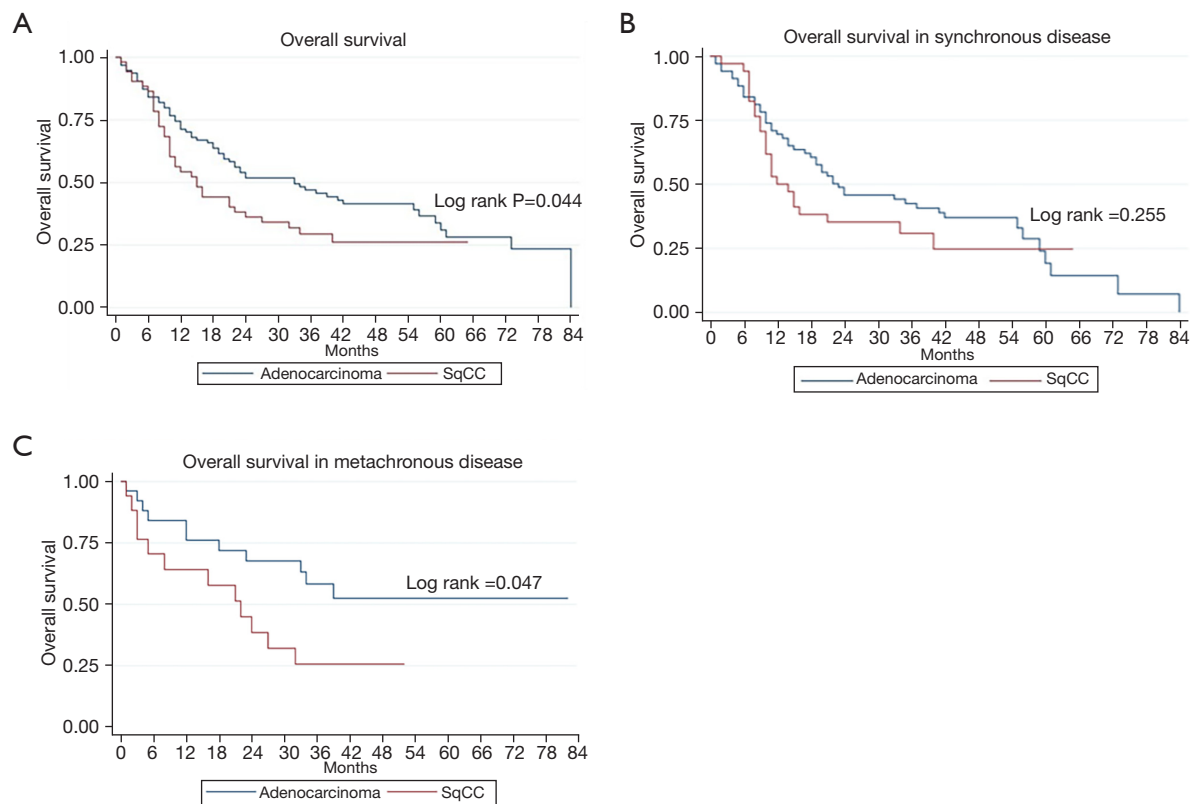 A
Overall survival
1.00
0.75
0.50
0.25
0.00
Overall survival
Log rank P=0.044
0 6 12 18 24 30 36 42 48 54 60 66 72 78 84
Months
Adenocarcinoma SqCC
B
Overall survival in synchronous disease
1.00
0.75
0.50
0.25
0.00
Overall survival
Log rank =0.255
0 6 12 18 24 30 36 42 48 54 60 66 72 78 84
Months
Adenocarcinoma SqCC
C
Overall survival in metachronous disease
1.00
0.75
0.50
0.25
0.00
Overall survival
Log rank =0.047
0 6 12 18 24 30 36 42 48 54 60 66 72 78 84
Months
Adenocarcinoma SqCC